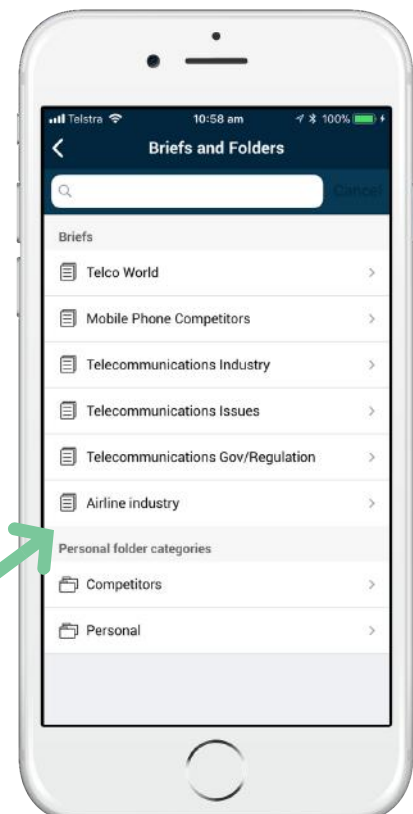 Telstra 10:58 am 100%
Briefs and Folders
Cancel
Briefs
Telco World
Mobile Phone Competitors
Telecommunications Industry
Telecommunications Issues
Telecommunications Gov/Regulation
Airline industry
Personal folder categories
Competitors
Personal